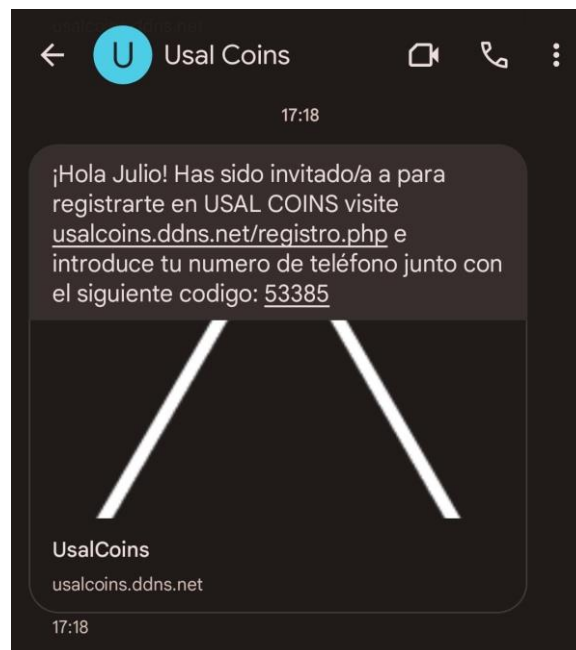 Usal Coins
17:18
¡Hola Julio! Has sido invitado/a a para
registrarte en USAL COINS visite
usalcoins.ddns.net/registro.php e
introduce tu numero de teléfono junto con
el siguiente codigo: 53385
UsalCoins
usalcoins.ddns.net
17:18